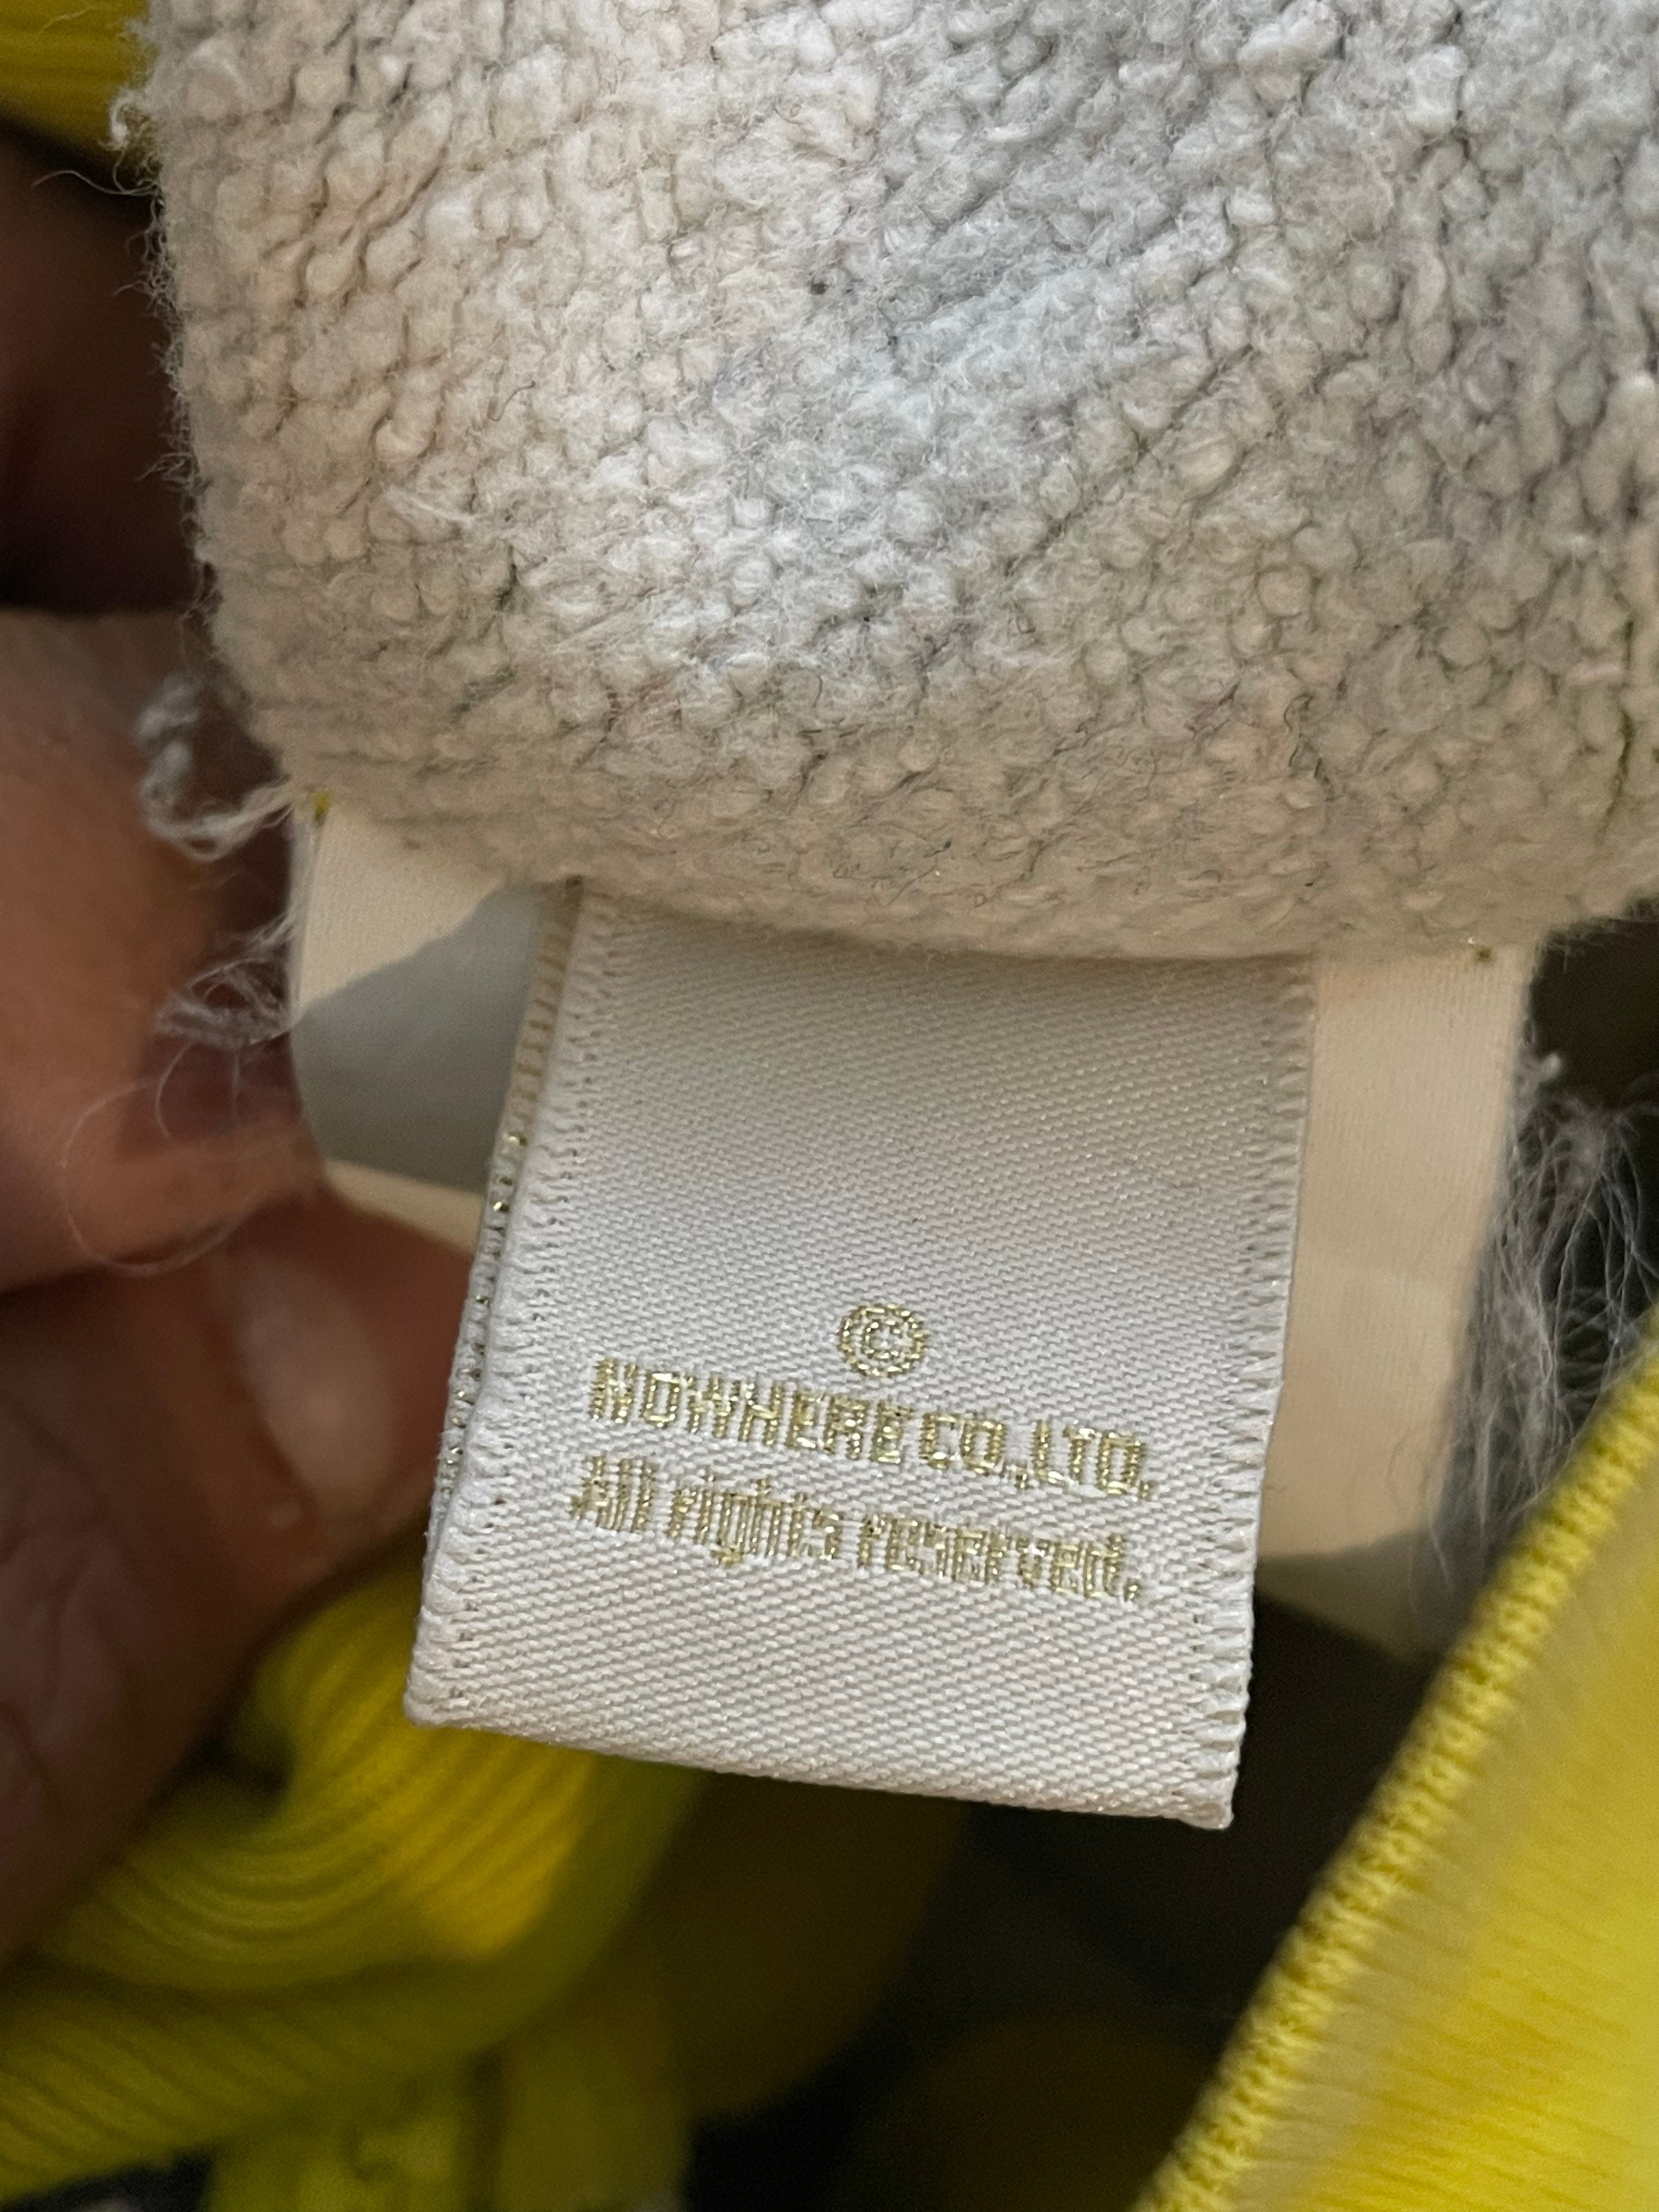 ©
NOWHERE CO.,LTD.
All rights reserved.